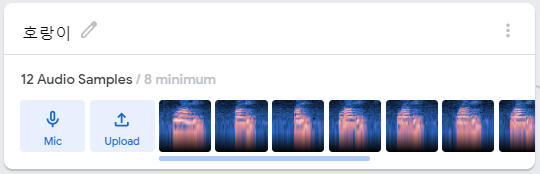 호랑이
12 Audio Samples / 8 minimum
Mic
Upload